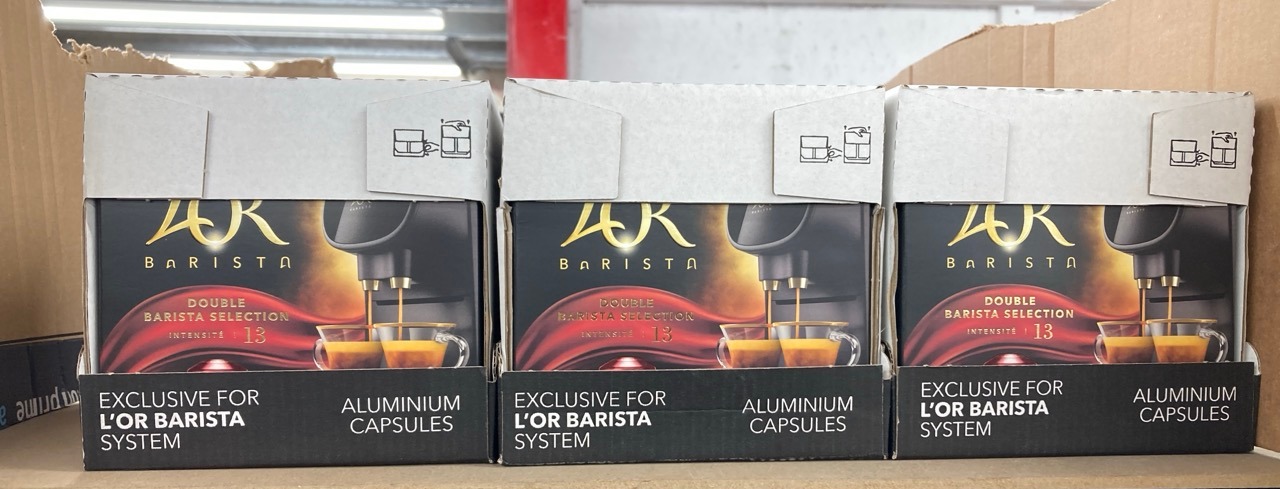 L'OR
BARISTA
DOUBLE
BARISTA SELECTION
INTENSITÉ 13
EXCLUSIVE FOR
L'OR BARISTA
SYSTEM
ALUMINIUM
CAPSULES
L'OR
BARISTA
DOUBLE
BARISTA SELECTION
INTENSITÉ 13
EXCLUSIVE FOR
L'OR BARISTA
SYSTEM
ALUMINIUM
CAPSULES
L'OR
BARISTA
DOUBLE
BARISTA SELECTION
INTENSITÉ 13
EXCLUSIVE FOR
L'OR BARISTA
SYSTEM
ALUMINIUM
CAPSULES